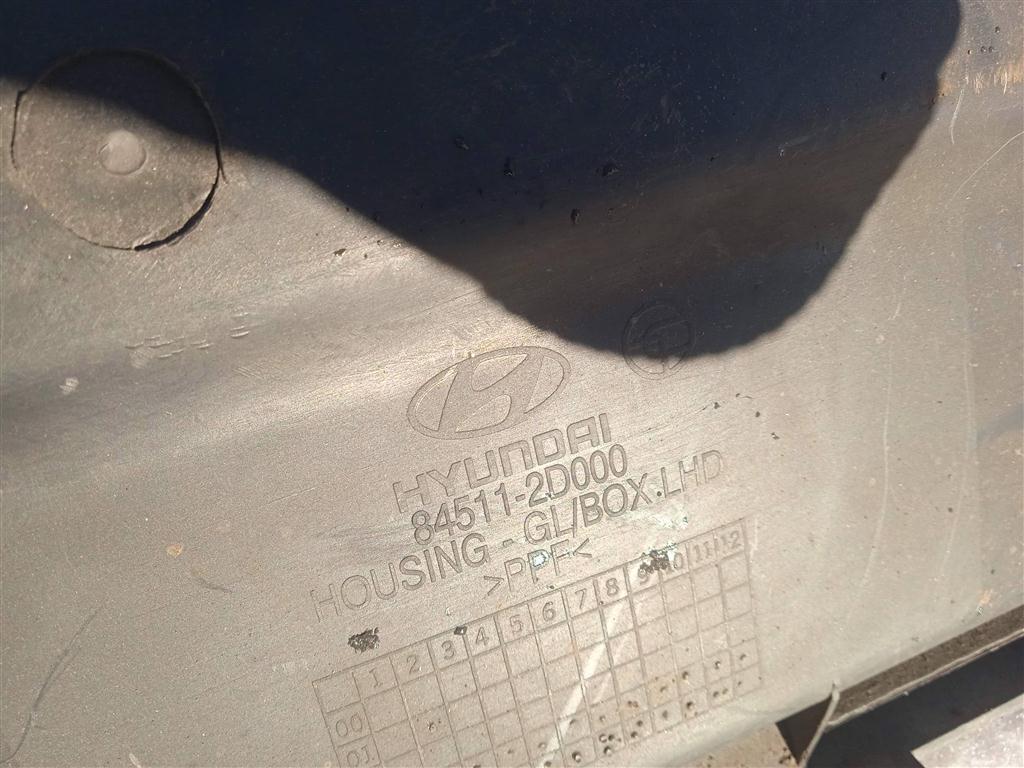 HYUNDAI
84511-2D000
HOUSING - GL/BOX.LHD
>PPF<
1 2 3 4 5 6 7 8 9 10 11 12
00
01